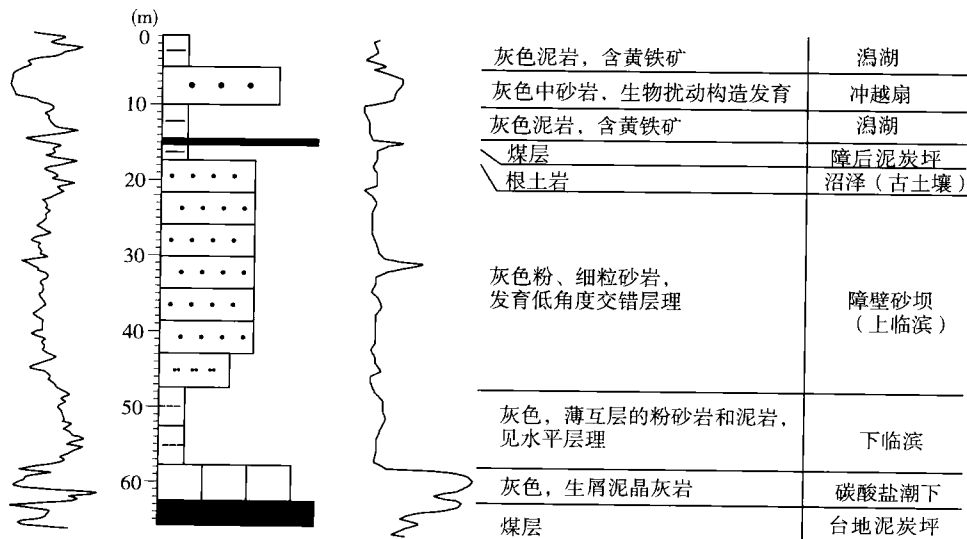 (m)
0
10
20
30
40
50
60
灰色泥岩，含黄铁矿 潟湖
灰色中砂岩，生物扰动构造发育 冲越扇
灰色泥岩，含黄铁矿 潟湖
煤层 障后泥炭坪
根土岩 沼泽（古土壤）
灰色粉、细粒砂岩，
发育低角度交错层理
障壁砂坝
（上临滨）
灰色，薄互层的粉砂岩和泥岩，
见水平层理
下临滨
灰色，生屑泥晶灰岩 碳酸盐潮下
煤层 台地泥炭坪